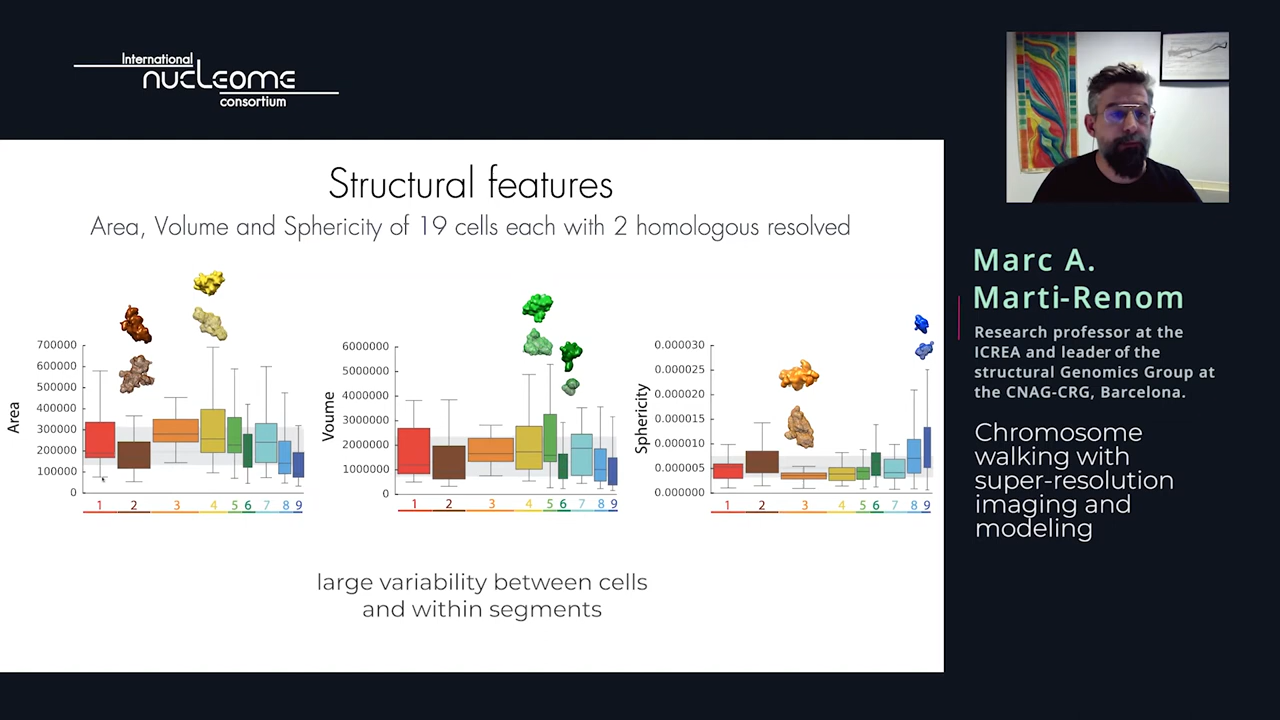 International
nucleome
consortium
Structural features
Area, Volume and Sphericity of 19 cells each with 2 homologous resolved
Area
700000
600000
500000
400000
300000
200000
100000
0
1 2 3 4 5 6 7 8 9
Volume
6000000
5000000
4000000
3000000
2000000
1000000
0
1 2 3 4 5 6 7 8 9
Sphericity
0.000030
0.000025
0.000020
0.000015
0.000010
0.000005
0.000000
1 2 3 4 5 6 7 8 9
large variability between cells
and within segments
Marc A.
Marti-Renom
Research professor at the
ICREA and leader of the
structural Genomics Group at
the CNAG-CRG, Barcelona.
Chromosome
walking with
super-resolution
imaging and
modeling